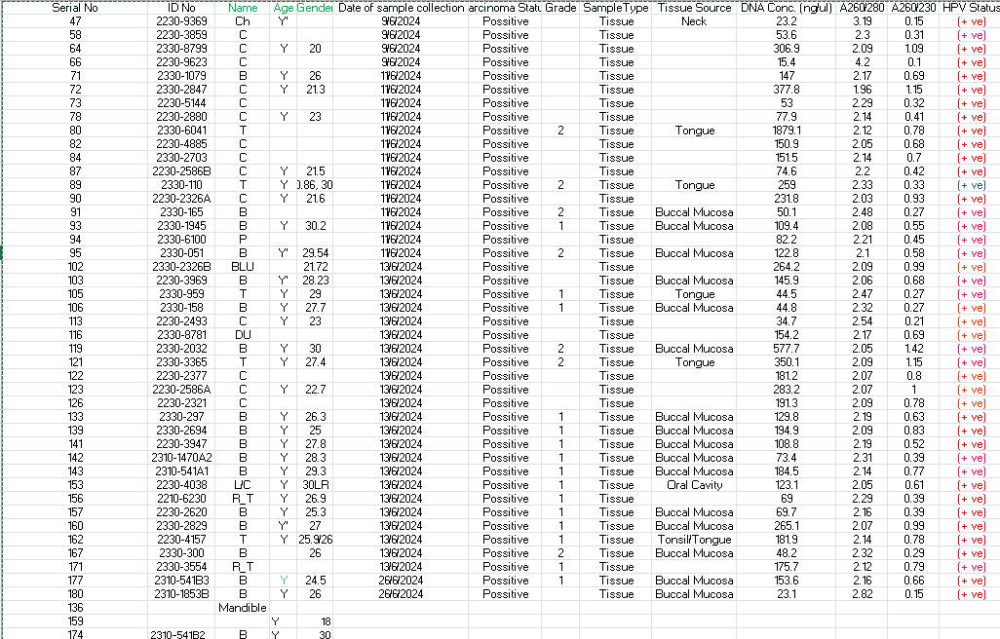 Serial No ID No Name Age Gender Date of sample collection arcinoma Statu Grade SampleType Tissue Source DNA Conc. (ng/ul) A260/280 A260/230 HPV Status
47 2230-9369 Ch Y' 9/6/2024 Possitive Tissue Neck 23.2 3.19 0.15 (+ ve)
58 2230-3859 C 9/6/2024 Possitive Tissue 53.6 2.3 0.31 (+ ve)
64 2330-8799 C Y 20 9/6/2024 Possitive Tissue 306.9 2.09 1.09 (+ ve)
66 2230-9623 C 9/6/2024 Possitive Tissue 15.4 4.2 0.1 (+ ve)
71 2330-1079 B Y 26 11/6/2024 Possitive Tissue 147 2.17 0.69 (+ ve)
72 2330-2847 C Y 21.3 11/6/2024 Possitive Tissue 377.8 1.96 1.15 (+ ve)
73 2230-5144 C 11/6/2024 Possitive Tissue 53 2.29 0.32 (+ ve)
78 2230-2880 C Y 23 11/6/2024 Possitive Tissue 77.9 2.14 0.41 (+ ve)
80 2330-6041 T 11/6/2024 Possitive 2 Tissue Tongue 1879.1 2.12 0.78 (+ ve)
82 2230-4885 C 11/6/2024 Possitive Tissue 150.9 2.05 0.68 (+ ve)
84 2330-2703 C 11/6/2024 Possitive Tissue 151.5 2.14 0.7 (+ ve)
87 2230-2586B C Y 21.5 11/6/2024 Possitive Tissue 74.6 2.2 0.42 (+ ve)
89 2330-110 T Y 0.86, 30 11/6/2024 Possitive 2 Tissue Tongue 259 2.33 0.33 (+ ve)
90 2230-2326A C Y 21.6 11/6/2024 Possitive Tissue 231.8 2.03 0.93 (+ ve)
91 2330-165 B 11/6/2024 Possitive 2 Tissue Buccal Mucosa 50.1 2.48 0.27 (+ ve)
93 2330-1945 B Y 30.2 11/6/2024 Possitive 1 Tissue Buccal Mucosa 109.4 2.08 0.55 (+ ve)
94 2330-6100 P 11/6/2024 Possitive Tissue 82.2 2.21 0.45 (+ ve)
95 2330-051 B Y' 29.54 11/6/2024 Possitive 2 Tissue Buccal Mucosa 122.8 2.1 0.58 (+ ve)
102 2330-2326B BLU 21.72 13/6/2024 Possitive Tissue 264.2 2.09 0.99 (+ ve)
103 2230-3969 B Y' 28.23 13/6/2024 Possitive Tissue Buccal Mucosa 145.9 2.06 0.68 (+ ve)
105 2330-959 T Y 29 13/6/2024 Possitive 1 Tissue Tongue 44.5 2.47 0.27 (+ ve)
106 2330-158 B Y 27.7 13/6/2024 Possitive 1 Tissue Buccal Mucosa 44.8 2.32 0.27 (+ ve)
113 2230-2493 C Y 23 13/6/2024 Possitive Tissue 34.7 2.54 0.21 (+ ve)
116 2330-8781 DU 13/6/2024 Possitive Tissue 154.2 2.17 0.69 (+ ve)
119 2330-2032 B Y 30 13/6/2024 Possitive 2 Tissue Buccal Mucosa 577.7 2.05 1.42 (+ ve)
121 2330-3365 T Y 27.4 13/6/2024 Possitive 2 Tissue Tongue 350.1 2.09 1.15 (+ ve)
122 2230-2377 C 13/6/2024 Possitive Tissue 181.2 2.07 0.8 (+ ve)
123 2230-2586A C Y 22.7 13/6/2024 Possitive Tissue 283.2 2.07 1 (+ ve)
126 2230-2321 C 13/6/2024 Possitive Tissue 191.3 2.09 0.78 (+ ve)
133 2330-297 B Y 26.3 13/6/2024 Possitive 1 Tissue Buccal Mucosa 129.8 2.19 0.63 (+ ve)
139 2330-2694 B Y 25 13/6/2024 Possitive 1 Tissue Buccal Mucosa 194.9 2.09 0.83 (+ ve)
141 2230-3947 B Y 27.8 13/6/2024 Possitive 1 Tissue Buccal Mucosa 108.8 2.19 0.52 (+ ve)
142 2310-1470A2 B Y 28.3 13/6/2024 Possitive 1 Tissue Buccal Mucosa 73.4 2.31 0.39 (+ ve)
143 2310-541A1 B Y 29.3 13/6/2024 Possitive 1 Tissue Buccal Mucosa 184.5 2.14 0.77 (+ ve)
153 2230-4038 L/C Y 30LR 13/6/2024 Possitive 1 Tissue Oral Cavity 123.1 2.05 0.61 (+ ve)
156 2210-6230 R_T Y 26.9 13/6/2024 Possitive 1 Tissue 69 2.29 0.39 (+ ve)
157 2230-2620 B Y 25.3 13/6/2024 Possitive 1 Tissue Buccal Mucosa 69.7 2.16 0.39 (+ ve)
160 2330-2829 B Y' 27 13/6/2024 Possitive 1 Tissue Buccal Mucosa 265.1 2.07 0.99 (+ ve)
162 2230-4157 T Y 25.9/26 13/6/2024 Possitive 1 Tissue Tonsil/Tongue 181.9 2.14 0.78 (+ ve)
167 2330-300 B 26 13/6/2024 Possitive 2 Tissue Buccal Mucosa 48.2 2.32 0.29 (+ ve)
171 2330-3554 R_T 13/6/2024 Possitive 1 Tissue 175.7 2.12 0.79 (+ ve)
177 2310-541B3 B Y 24.5 26/6/2024 Possitive 1 Tissue Buccal Mucosa 153.6 2.16 0.66 (+ ve)
180 2310-1853B B Y 26 26/6/2024 Possitive Tissue Buccal Mucosa 23.1 2.82 0.15 (+ ve)
136 Mandible
159 Y 18
174 2310-541B2 B Y 30